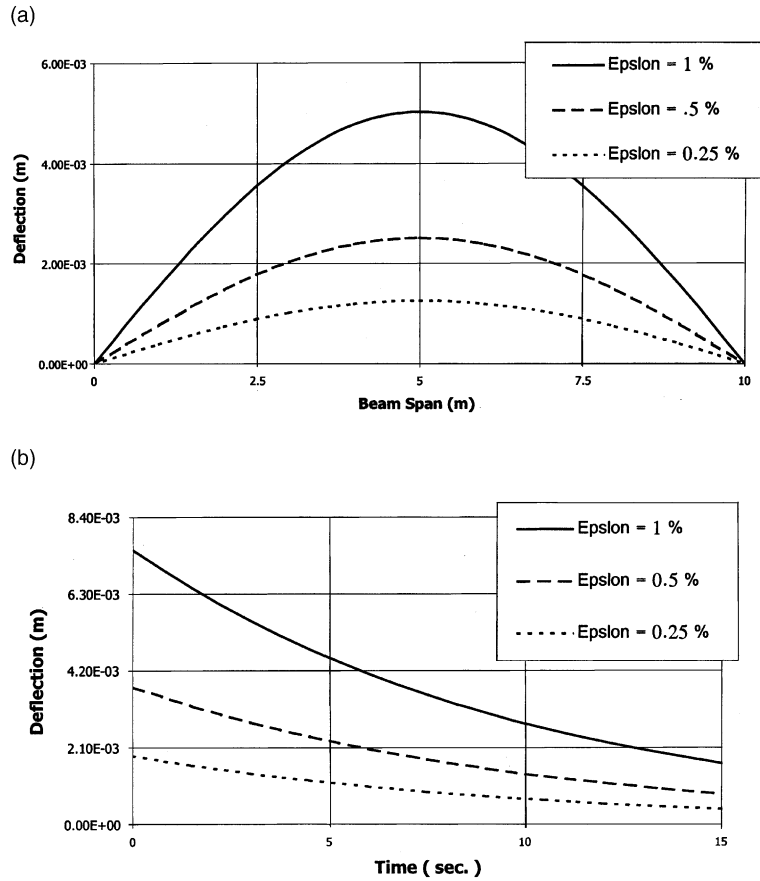 (a)
6.00E-03
4.00E-03
2.00E-03
0.00E+00
Deflection (m)
0 2.5 5 7.5 10
Beam Span (m)
Epslon = 1 %
Epslon = .5 %
Epslon = 0.25 %
(b)
8.40E-03
6.30E-03
4.20E-03
2.10E-03
0.00E+00
Deflection (m)
0 5 10 15
Time ( sec. )
Epslon = 1 %
Epslon = 0.5 %
Epslon = 0.25 %